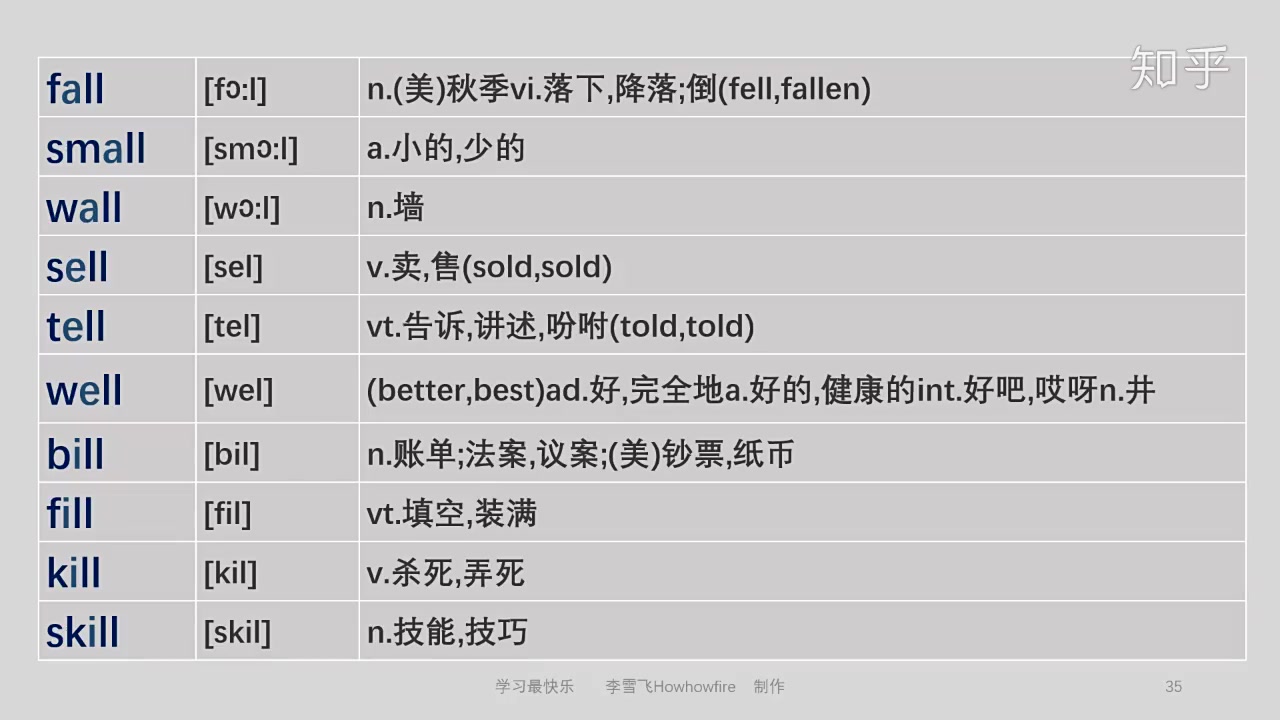 知乎
fall [fɔ:l] n.(美)秋季vi.落下,降落;倒(fell,fallen)
small [smɔ:l] a.小的,少的
wall [wɔ:l] n.墙
sell [sel] v.卖,售(sold,sold)
tell [tel] vt.告诉,讲述,吩咐(told,told)
well [wel] (better,best)ad.好,完全地a.好的,健康的int.好吧,哎呀n.井
bill [bil] n.账单;法案,议案;(美)钞票,纸币
fill [fil] vt.填空,装满
kill [kil] v.杀死,弄死
skill [skil] n.技能,技巧
学习最快乐 李雪飞Howhowfire 制作 35